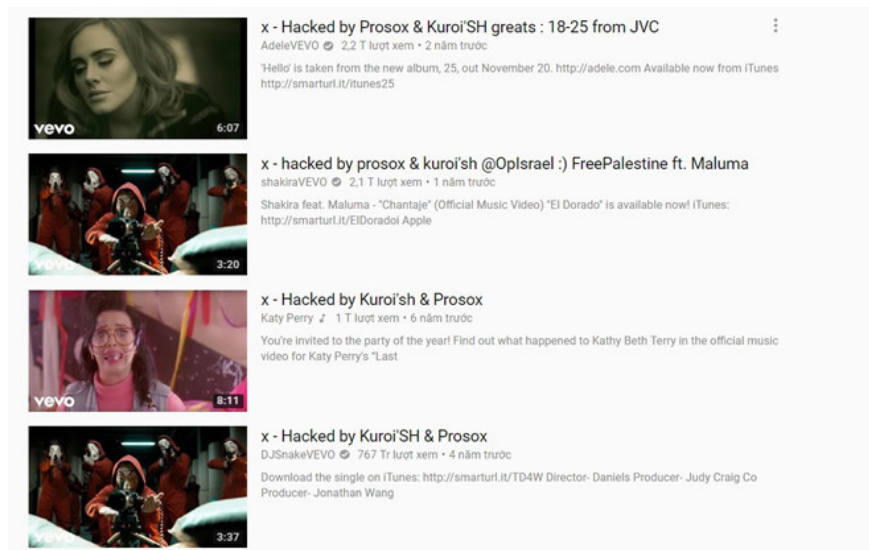 x - Hacked by Prosox & Kuroi'SH greats : 18-25 from JVC
AdeleVEVO 2,2 T lượt xem • 2 năm trước
'Hello' is taken from the new album, 25, out November 20. http://adele.com Available now from iTunes
http://smarturl.it/itunes25
vevo 6:07
x - hacked by prosox & kuroi'sh @OpIsrael :) FreePalestine ft. Maluma
shakiraVEVO 2,1 T lượt xem • 1 năm trước
Shakira feat. Maluma - "Chantaje" (Official Music Video) "El Dorado" is available now! iTunes:
http://smarturl.it/ElDoradoi Apple
vevo 3:20
x - Hacked by Kuroi'sh & Prosox
Katy Perry 1 T lượt xem • 6 năm trước
You're invited to the party of the year! Find out what happened to Kathy Beth Terry in the official music
video for Katy Perry's "Last
vevo 8:11
x - Hacked by Kuroi'SH & Prosox
DJSnakeVEVO 767 Tr lượt xem • 4 năm trước
Download the single on iTunes: http://smarturl.it/TD4W Director- Daniels Producer- Judy Craig Co
Producer- Jonathan Wang
vevo 3:37